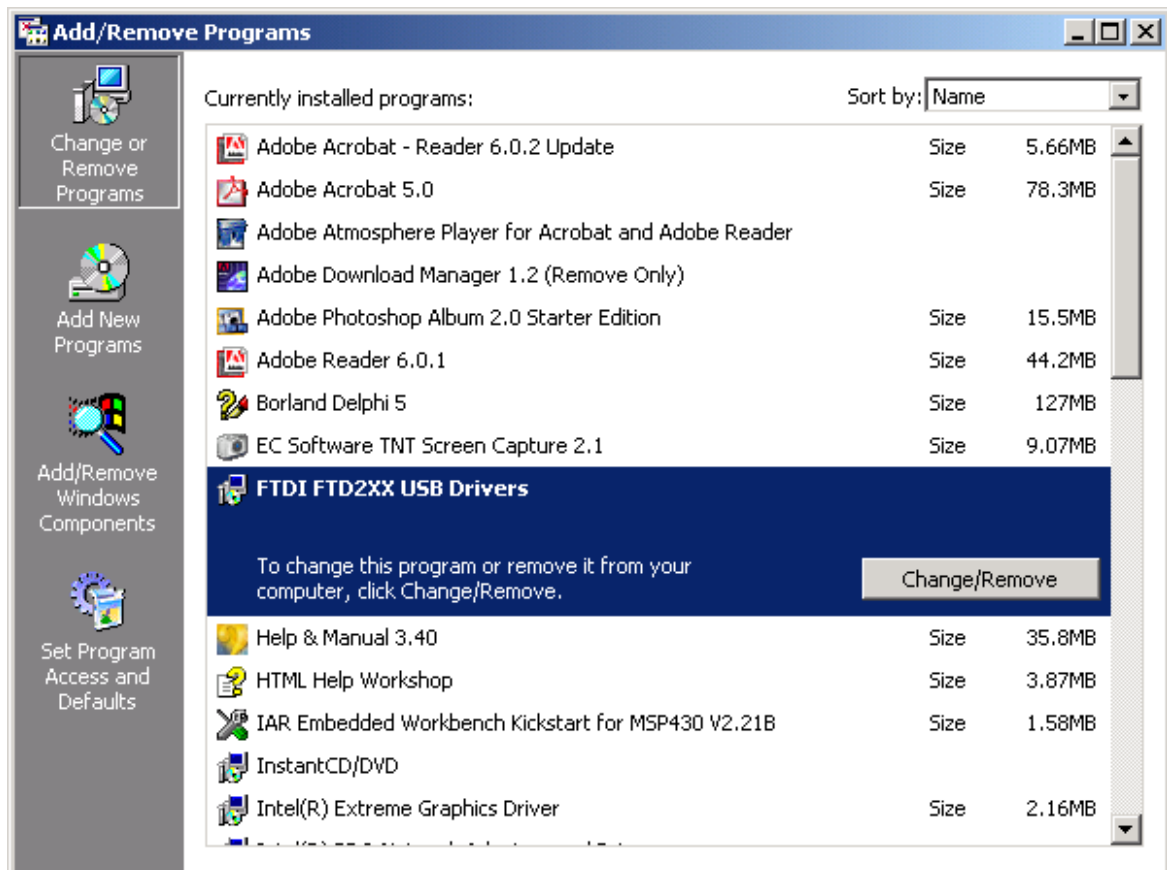 Add/Remove Programs
Change or
Remove
Programs
Add New
Programs
Add/Remove
Windows
Components
Set Program
Access and
Defaults
Currently installed programs:
Sort by: Name
Adobe Acrobat - Reader 6.0.2 Update Size 5.66MB
Adobe Acrobat 5.0 Size 78.3MB
Adobe Atmosphere Player for Acrobat and Adobe Reader
Adobe Download Manager 1.2 (Remove Only)
Adobe Photoshop Album 2.0 Starter Edition Size 15.5MB
Adobe Reader 6.0.1 Size 44.2MB
Borland Delphi 5 Size 127MB
EC Software TNT Screen Capture 2.1 Size 9.07MB
FTDI FTD2XX USB Drivers
To change this program or remove it from your
computer, click Change/Remove.
Change/Remove
Help & Manual 3.40 Size 35.8MB
HTML Help Workshop Size 3.87MB
IAR Embedded Workbench Kickstart for MSP430 V2.21B Size 1.58MB
InstantCD/DVD
Intel(R) Extreme Graphics Driver Size 2.16MB